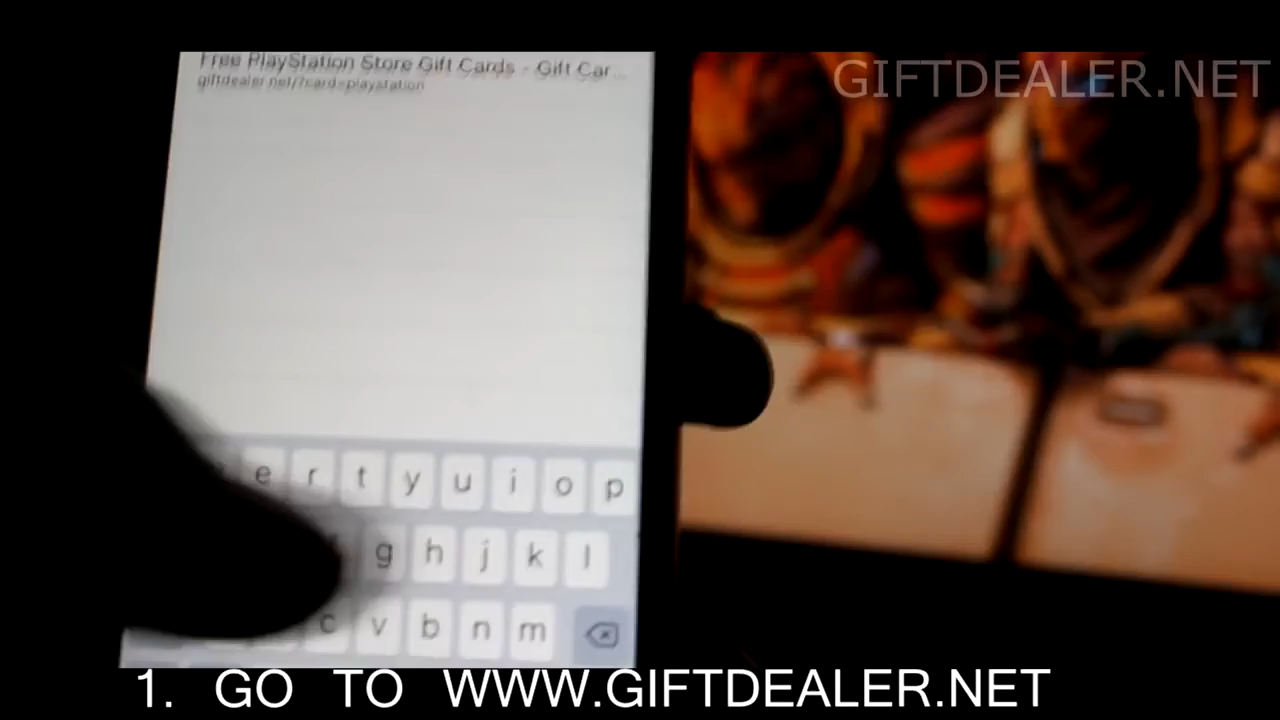 Free PlayStation Store Gift Cards - Gift Car...
giftdealer.net/?card=playstation
GIFTDEALER.NET
e r t y u i o p
g h j k l
c v b n m
1. GO TO WWW.GIFTDEALER.NET